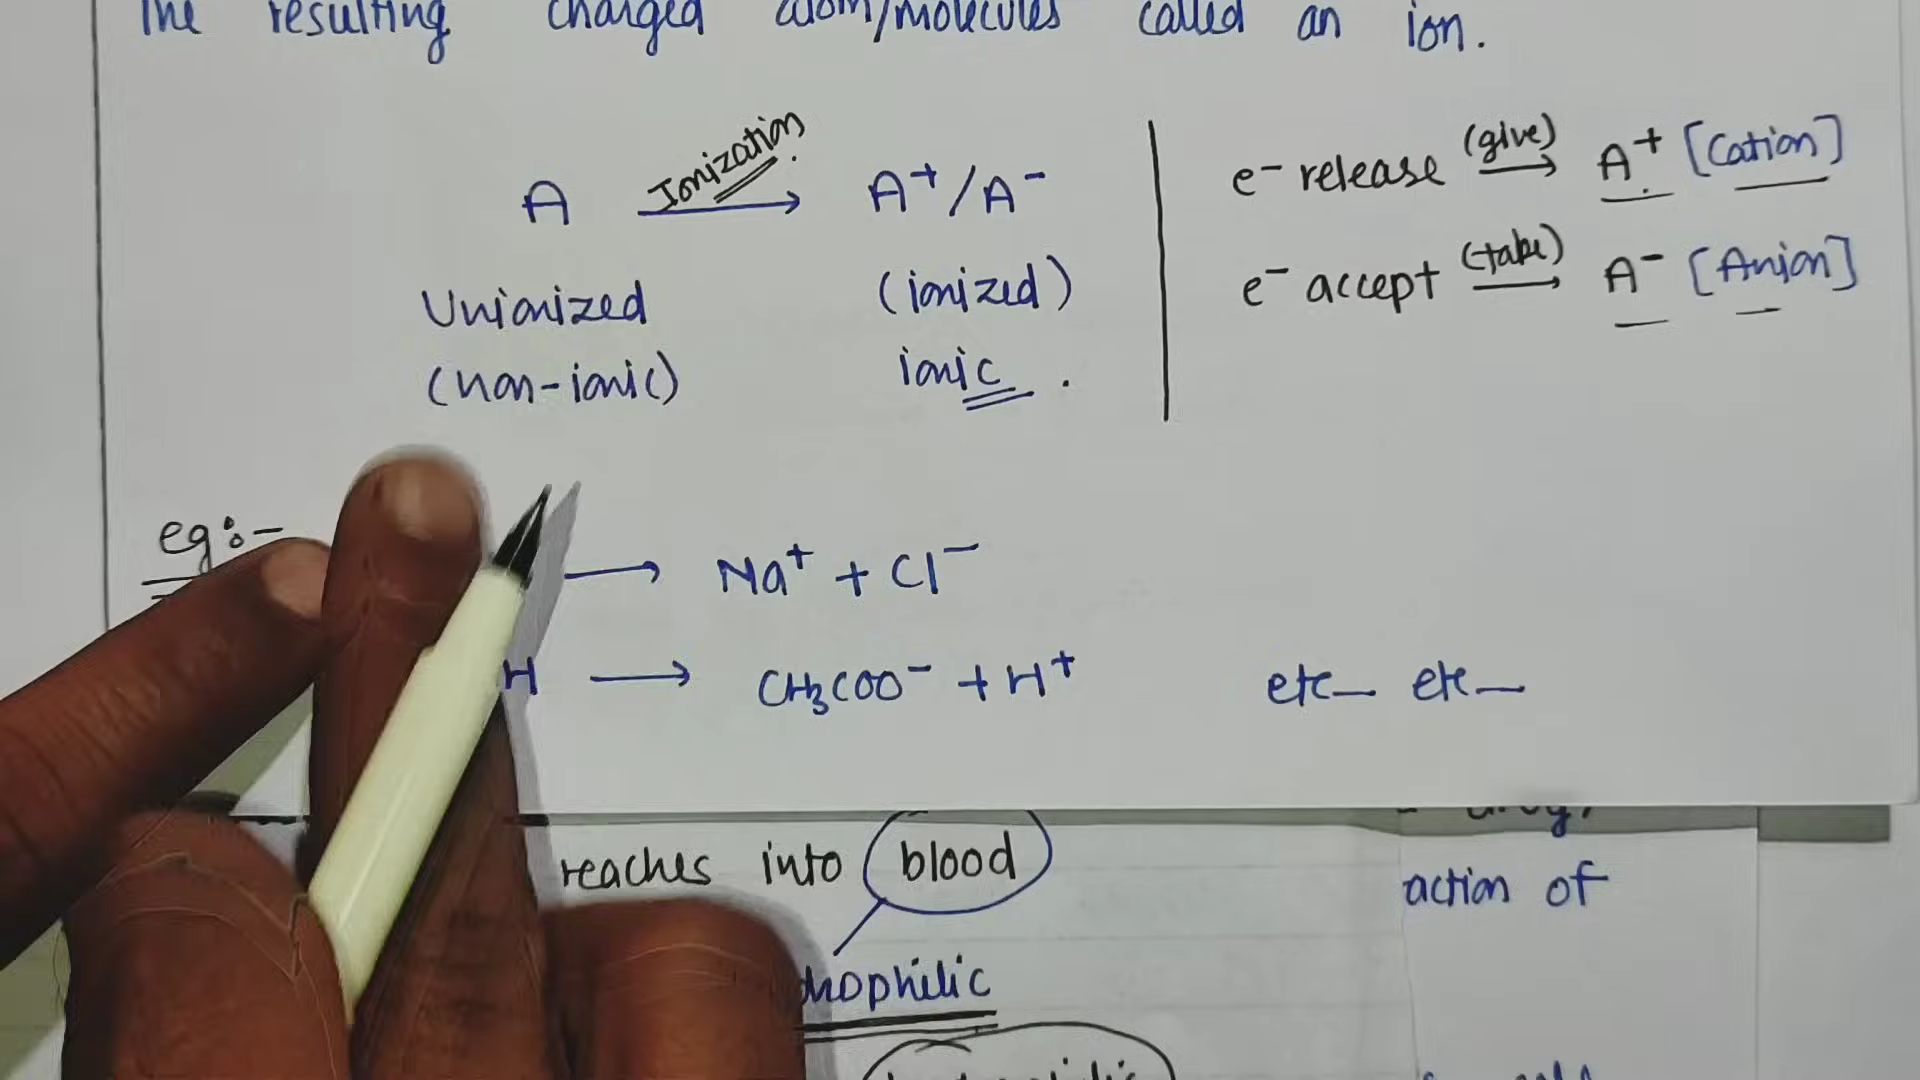 The resulting charged atom/molecules called an ion.
A Ionization → A+/A-
Unionized (ionized)
(non-ionic) ionic.
e- release (give) → A+ [Cation]
e- accept (take) → A- [Anion]
eg:-
→ Na+ + Cl-
H → CH3COO- + H+ etc— etc—
drug,
reaches into blood
action of